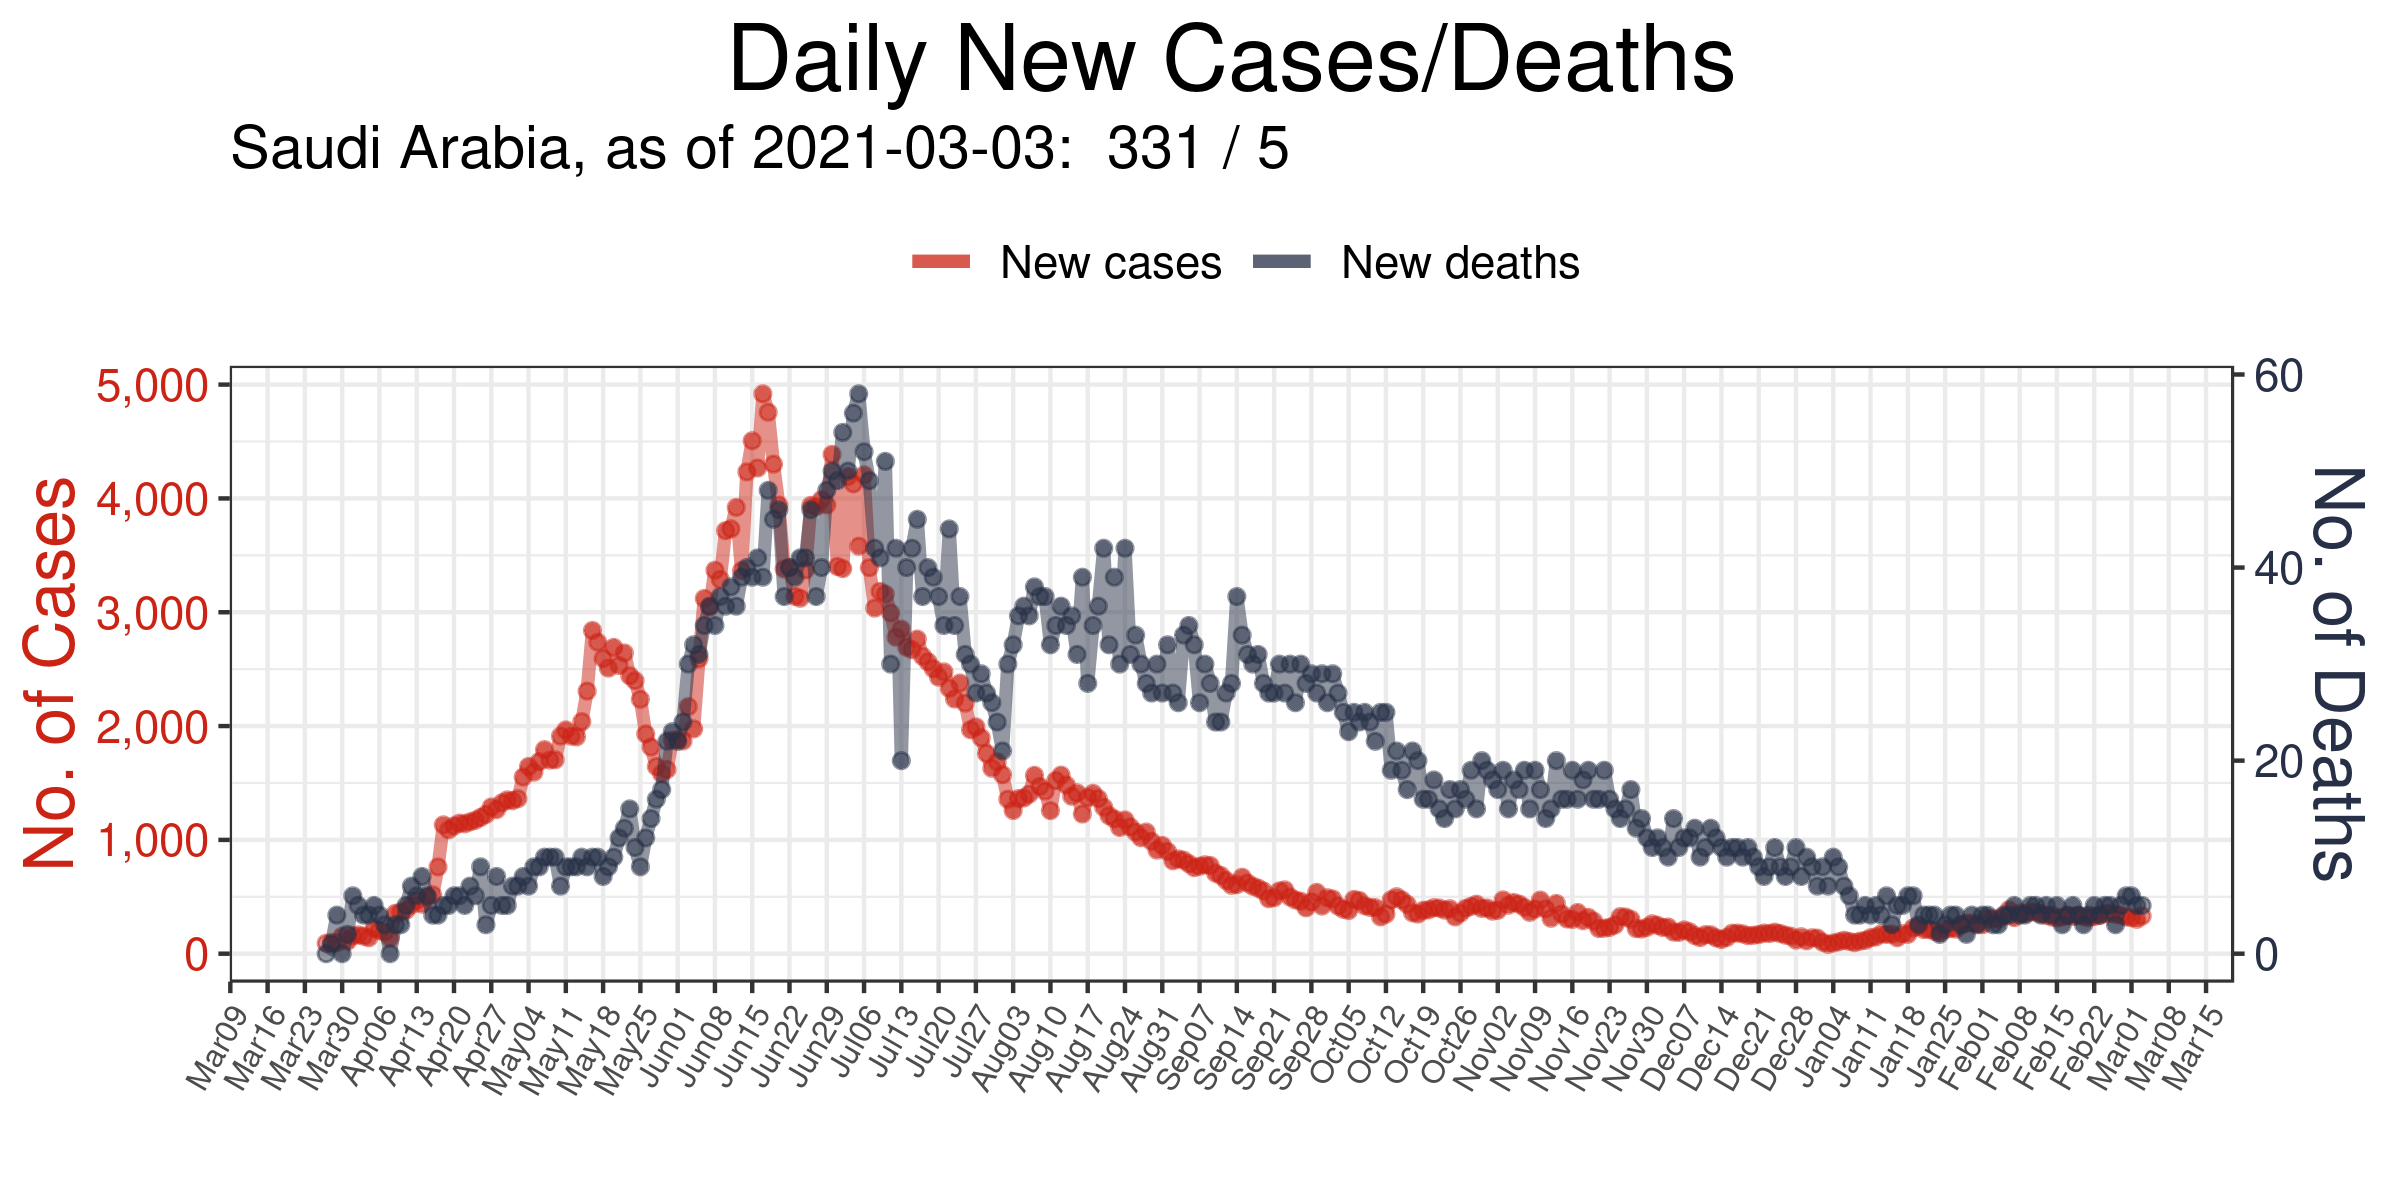 Daily New Cases/Deaths
Saudi Arabia, as of 2021-03-03:  331 / 5
New cases New deaths
No. of Cases
5,000
4,000
3,000
2,000
1,000
0
60
40
20
0
No. of Deaths
Mar09 Mar16 Mar23 Mar30 Apr06 Apr13 Apr20 Apr27 May04 May11 May18 May25 Jun01 Jun08 Jun15 Jun22 Jun29 Jul06 Jul13 Jul20 Jul27 Aug03 Aug10 Aug17 Aug24 Aug31 Sep07 Sep14 Sep21 Sep28 Oct05 Oct12 Oct19 Oct26 Nov02 Nov09 Nov16 Nov23 Nov30 Dec07 Dec14 Dec21 Dec28 Jan04 Jan11 Jan18 Jan25 Feb01 Feb08 Feb15 Feb22 Mar01 Mar08 Mar15